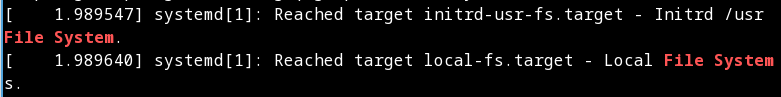 [    1.989547] systemd[1]: Reached target initrd-usr-fs.target - Initrd /usr
File System.
[    1.989640] systemd[1]: Reached target local-fs.target - Local File System
s.